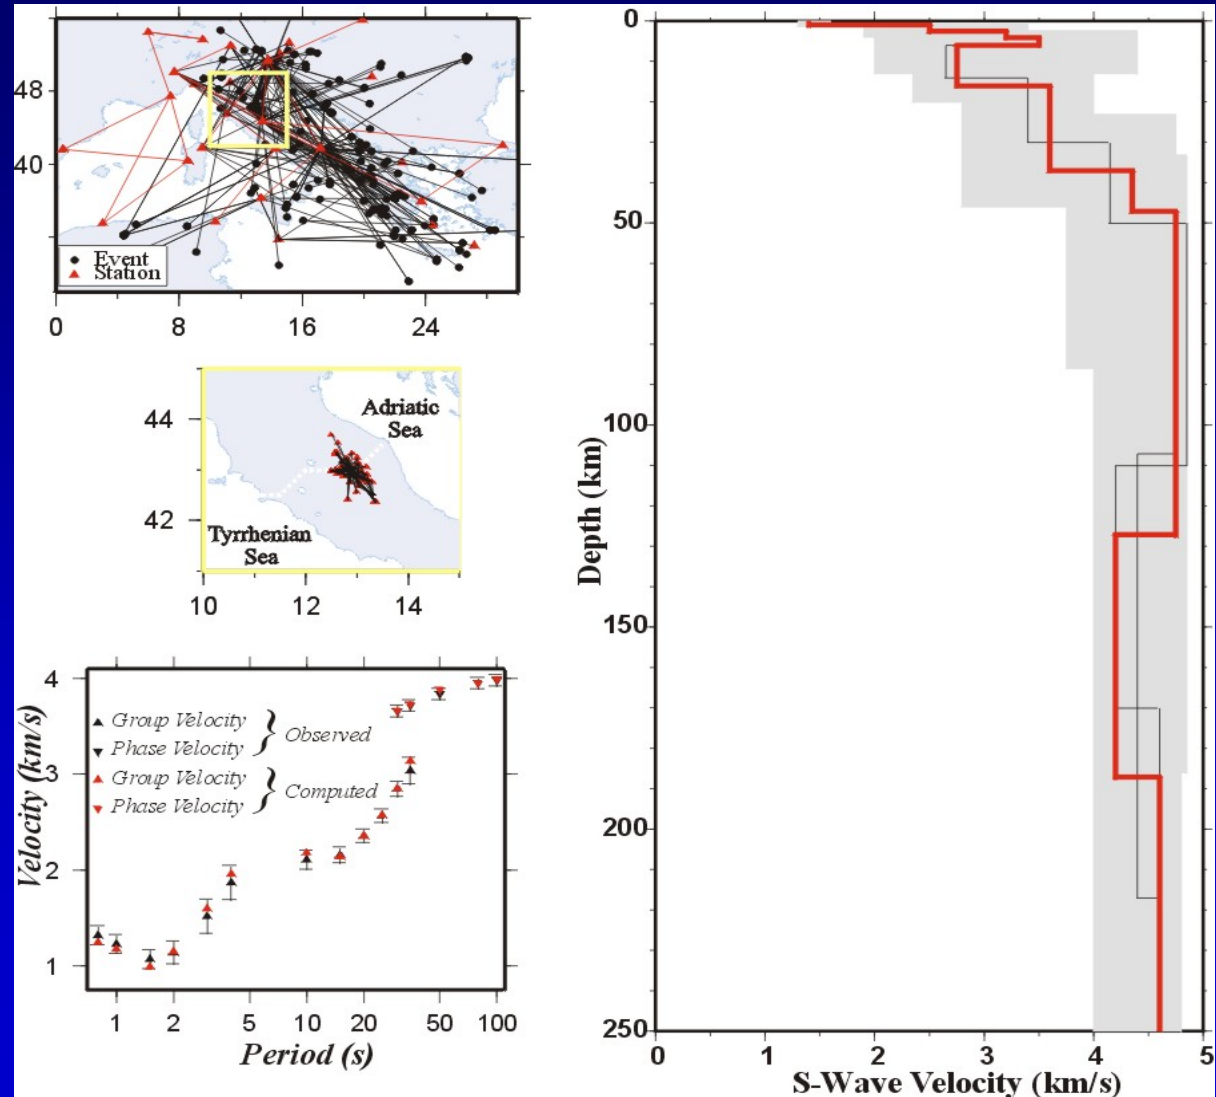 48
40
Event
Station
0 8 16 24
44
42
Adriatic
Sea
Tyrrhenian
Sea
10 12 14
4
3
2
1
Velocity (km/s)
Group Velocity
Phase Velocity
} Observed
Group Velocity
Phase Velocity
} Computed
1 2 5 10 20 50 100
Period (s)
0
50
100
150
200
250
Depth (km)
0 1 2 3 4 5
S-Wave Velocity (km/s)